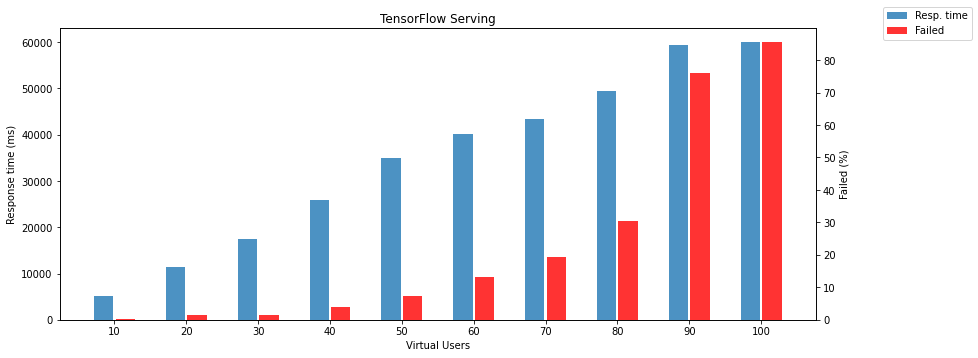 TensorFlow Serving
Resp. time
Failed
Response time (ms)
60000
50000
40000
30000
20000
10000
0
80
70
60
50
40
30
20
10
0
Failed (%)
10 20 30 40 50 60 70 80 90 100
Virtual Users